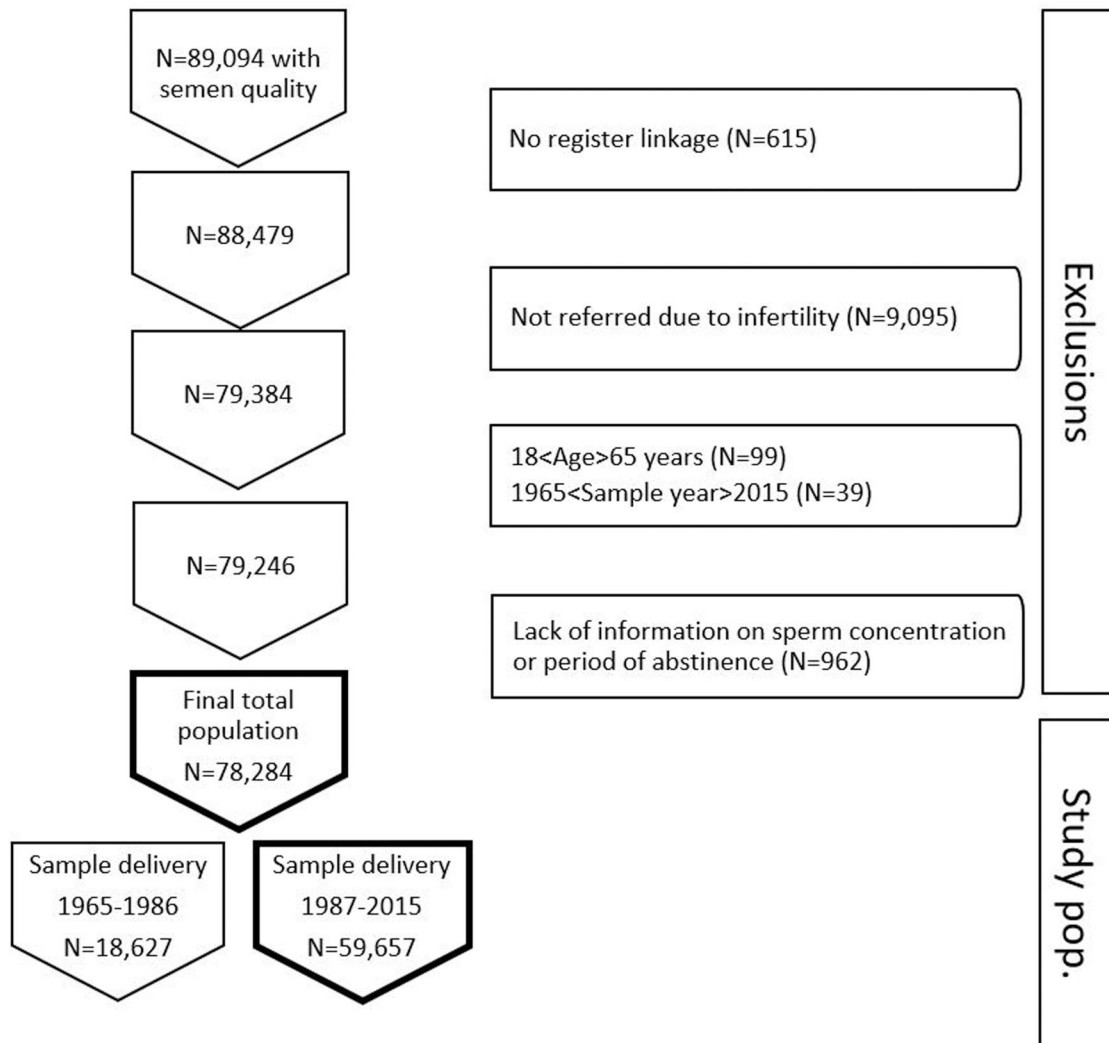 N=89,094 with
semen quality
No register linkage (N=615)
N=88,479
Not referred due to infertility (N=9,095)
N=79,384
18<Age>65 years (N=99)
1965<Sample year>2015 (N=39)
N=79,246
Lack of information on sperm concentration
or period of abstinence (N=962)
Exclusions
Final total
population
N=78,284
Sample delivery
1965-1986
N=18,627
Sample delivery
1987-2015
N=59,657
Study pop.